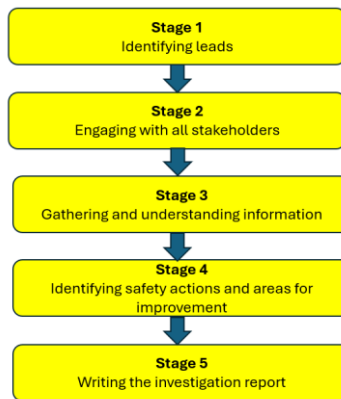 Stage 1
Identifying leads
Stage 2
Engaging with all stakeholders
Stage 3
Gathering and understanding information
Stage 4
Identifying safety actions and areas for
improvement
Stage 5
Writing the investigation report